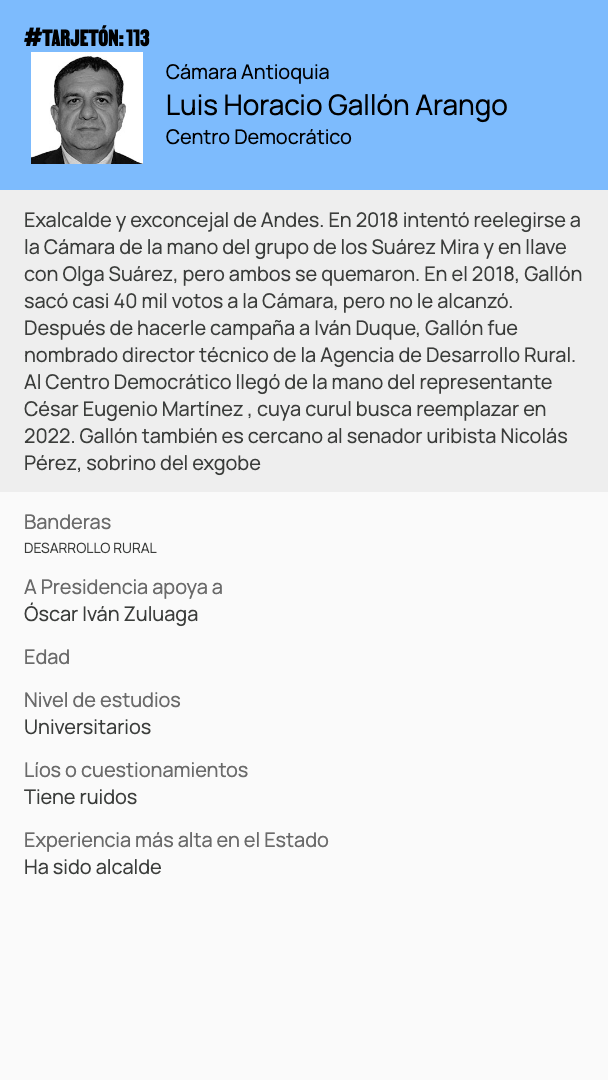 #TARJETÓN: 113
Cámara Antioquia
Luis Horacio Gallón Arango
Centro Democrático
Exalcalde y exconcejal de Andes. En 2018 intentó reelegirse a
la Cámara de la mano del grupo de los Suárez Mira y en llave
con Olga Suárez, pero ambos se quemaron. En el 2018, Gallón
sacó casi 40 mil votos a la Cámara, pero no le alcanzó.
Después de hacerle campaña a Iván Duque, Gallón fue
nombrado director técnico de la Agencia de Desarrollo Rural.
Al Centro Democrático llegó de la mano del representante
César Eugenio Martínez , cuya curul busca reemplazar en
2022. Gallón también es cercano al senador uribista Nicolás
Pérez, sobrino del exgobe
Banderas
DESARROLLO RURAL
A Presidencia apoya a
Óscar Iván Zuluaga
Edad
Nivel de estudios
Universitarios
Líos o cuestionamientos
Tiene ruidos
Experiencia más alta en el Estado
Ha sido alcalde